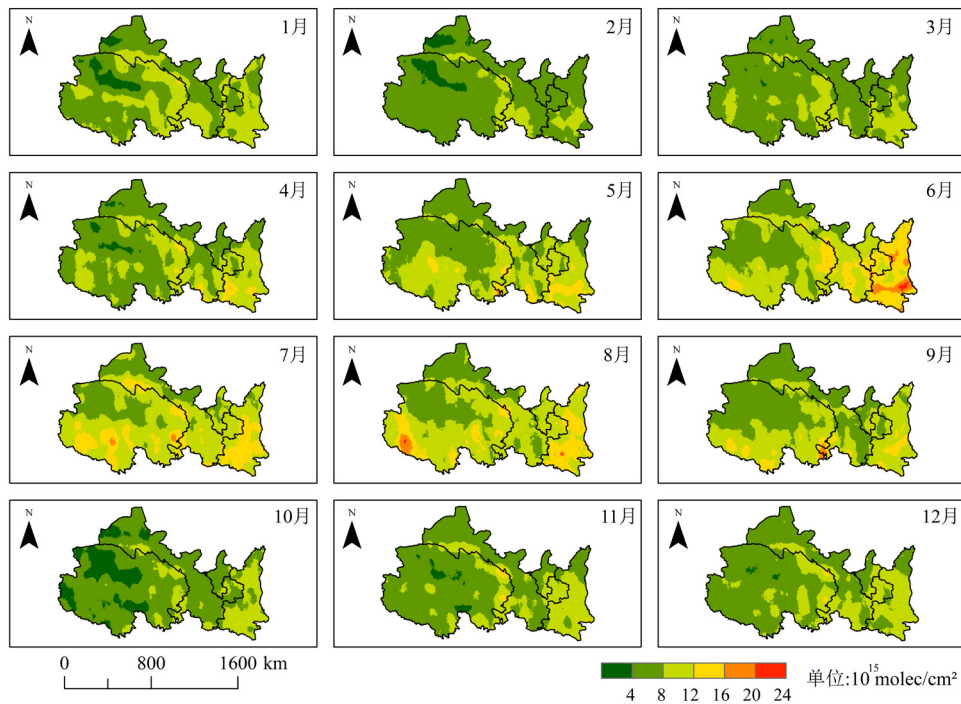 N 1月 N 2月 N 3月
N 4月 N 5月 N 6月
N 7月 N 8月 N 9月
N 10月 N 11月 N 12月
0 800 1600 km
4 8 12 16 20 24 单位:10¹⁵molec/cm²